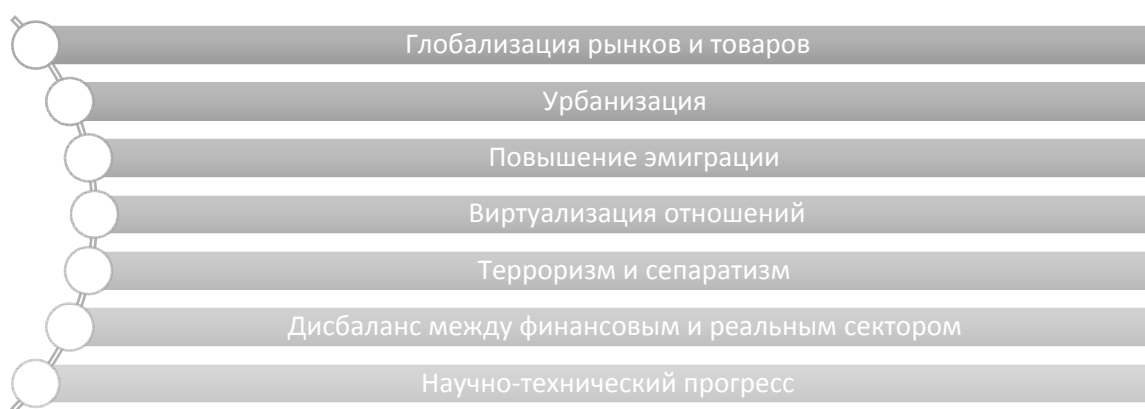 Глобализация рынков и товаров
Урбанизация
Повышение эмиграции
Виртуализация отношений
Терроризм и сепаратизм
Дисбаланс между финансовым и реальным сектором
Научно-технический прогресс